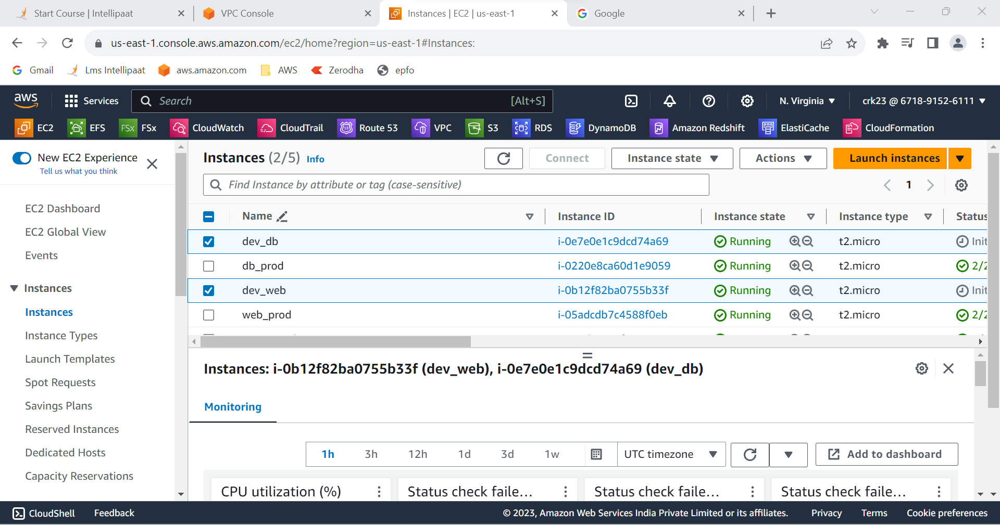 Start Course | Intellipaat
VPC Console
Instances | EC2 | us-east-1
Google
us-east-1.console.aws.amazon.com/ec2/home?region=us-east-1#Instances:
Gmail
Lms Intellipaat
aws.amazon.com
AWS
Zerodha
epfo
aws
Services
Search
[Alt+S]
N. Virginia
crk23 @ 6718-9152-6111
EC2
EFS
FSx
FSx
CloudWatch
CloudTrail
53
Route 53
VPC
S3
RDS
DynamoDB
Amazon Redshift
ElastiCache
CloudFormation
New EC2 Experience
Tell us what you think
EC2 Dashboard
EC2 Global View
Events
Instances
Instances
Instance Types
Launch Templates
Spot Requests
Savings Plans
Reserved Instances
Dedicated Hosts
Capacity Reservations
Instances (2/5) Info
Connect
Instance state
Actions
Launch instances
Find Instance by attribute or tag (case-sensitive)
1
Name Instance ID Instance state Instance type Status
dev_db i-0e7e0e1c9dcd74a69 Running t2.micro Init
db_prod i-0220e8ca60d1e9059 Running t2.micro 2/2
dev_web i-0b12f82ba0755b33f Running t2.micro Init
web_prod i-05adcdb7c4588f0eb Running t2.micro 2/2
Instances: i-0b12f82ba0755b33f (dev_web), i-0e7e0e1c9dcd74a69 (dev_db)
Monitoring
1h 3h 12h 1d 3d 1w
UTC timezone
Add to dashboard
CPU utilization (%)
Status check faile...
Status check faile...
Status check faile...
CloudShell
Feedback
© 2023, Amazon Web Services India Private Limited or its affiliates.
Privacy
Terms
Cookie preferences